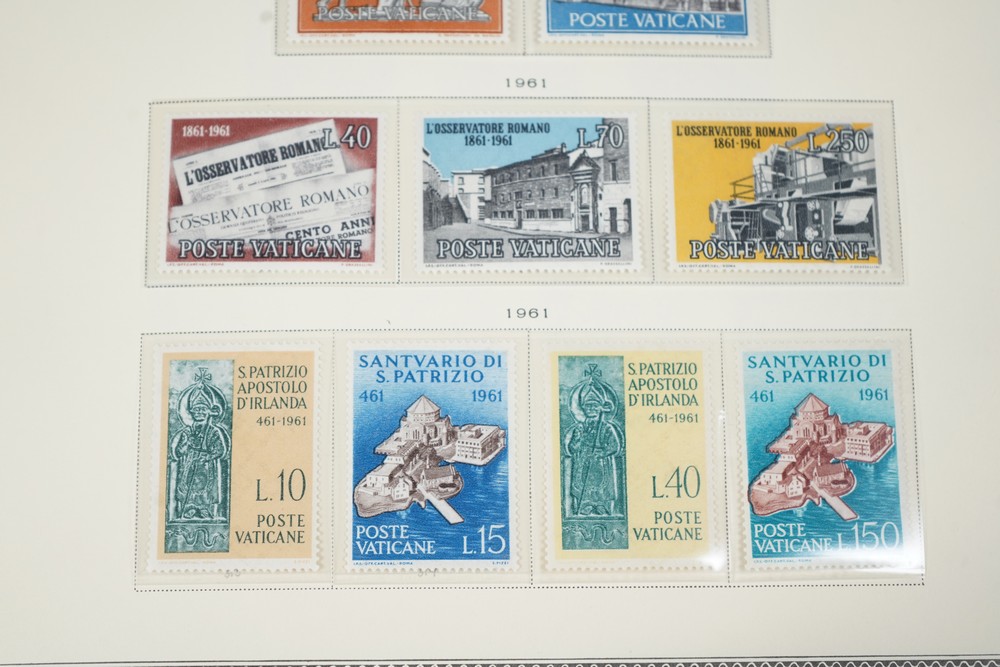 POSTE VATICANE
POSTE VATICANE
1961
1861-1961
L.40
L'OSSERVATORE ROMANO
L'OSSERVATORE ROMANO
CENTO ANNI
POSTE VATICANE
L'OSSERVATORE ROMANO
1861-1961
L.70
POSTE VATICANE
L'OSSERVATORE ROMANO
1861-1961
L.250
POSTE VATICANE
1961
S. PATRIZIO
APOSTOLO
D'IRLANDA
461-1961
L.10
POSTE
VATICANE
SANTVARIO DI
S. PATRIZIO
461 1961
POSTE
VATICANE L.15
S. PATRIZIO
APOSTOLO
D'IRLANDA
461-1961
L.40
POSTE
VATICANE
SANTVARIO DI
S. PATRIZIO
461 1961
POSTE
VATICANE L.150